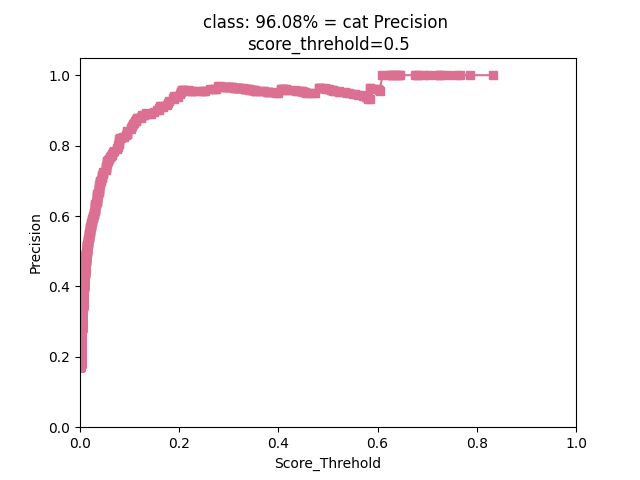 class: 96.08% = cat Precision
score_threhold=0.5
1.0
0.8
0.6
0.4
0.2
0.0
Precision
0.0 0.2 0.4 0.6 0.8 1.0
Score_Threhold